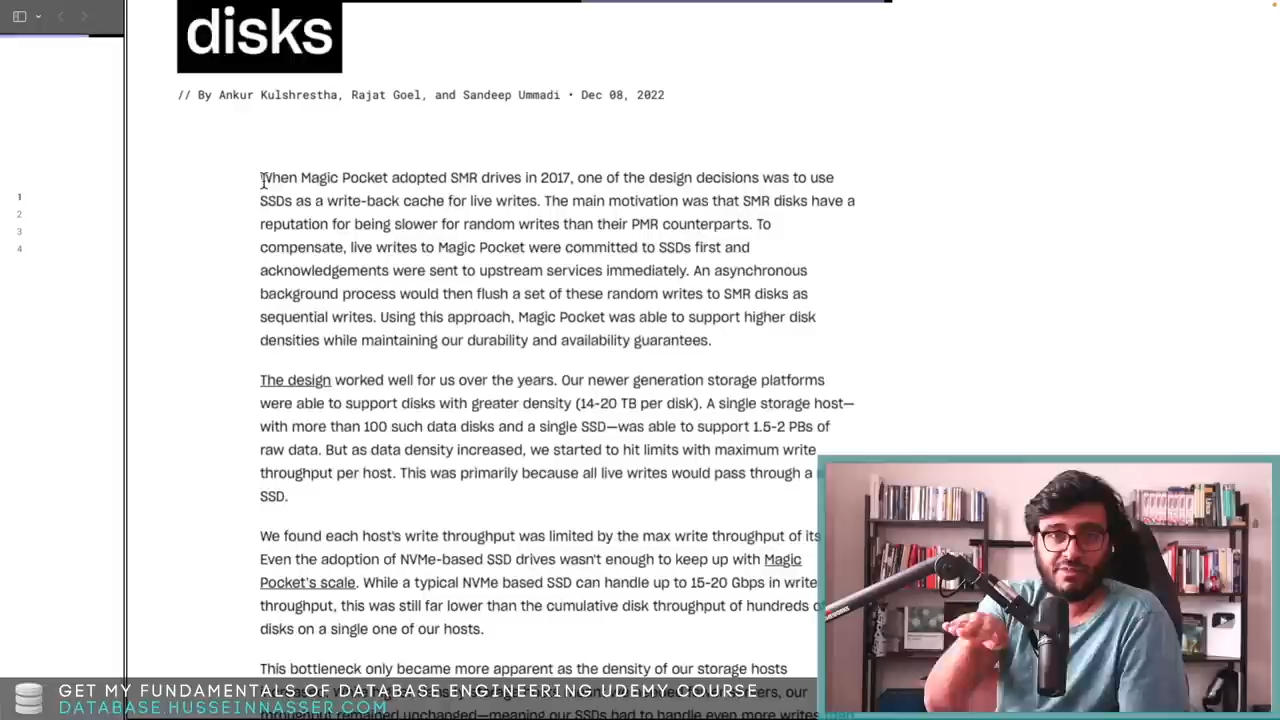 disks
// By Ankur Kulshrestha, Rajat Goel, and Sandeep Ummadi • Dec 08, 2022
When Magic Pocket adopted SMR drives in 2017, one of the design decisions was to use
SSDs as a write-back cache for live writes. The main motivation was that SMR disks have a
reputation for being slower for random writes than their PMR counterparts. To
compensate, live writes to Magic Pocket were committed to SSDs first and
acknowledgements were sent to upstream services immediately. An asynchronous
background process would then flush a set of these random writes to SMR disks as
sequential writes. Using this approach, Magic Pocket was able to support higher disk
densities while maintaining our durability and availability guarantees.
The design worked well for us over the years. Our newer generation storage platforms
were able to support disks with greater density (14-20 TB per disk). A single storage host—
with more than 100 such data disks and a single SSD—was able to support 1.5-2 PBs of
raw data. But as data density increased, we started to hit limits with maximum write
throughput per host. This was primarily because all live writes would pass through a
SSD.
We found each host's write throughput was limited by the max write throughput of its
Even the adoption of NVMe-based SSD drives wasn't enough to keep up with Magic
Pocket's scale. While a typical NVMe based SSD can handle up to 15-20 Gbps in write
throughput, this was still far lower than the cumulative disk throughput of hundreds
disks on a single one of our hosts.
This bottleneck only became more apparent as the density of our storage hosts
our
throughput remained unchanged—meaning our SSDs had to handle even more writes
1
2
3
4
GET MY FUNDAMENTALS OF DATABASE ENGINEERING UDEMY COURSE
DATABASE.HUSSEINNASSER.COM